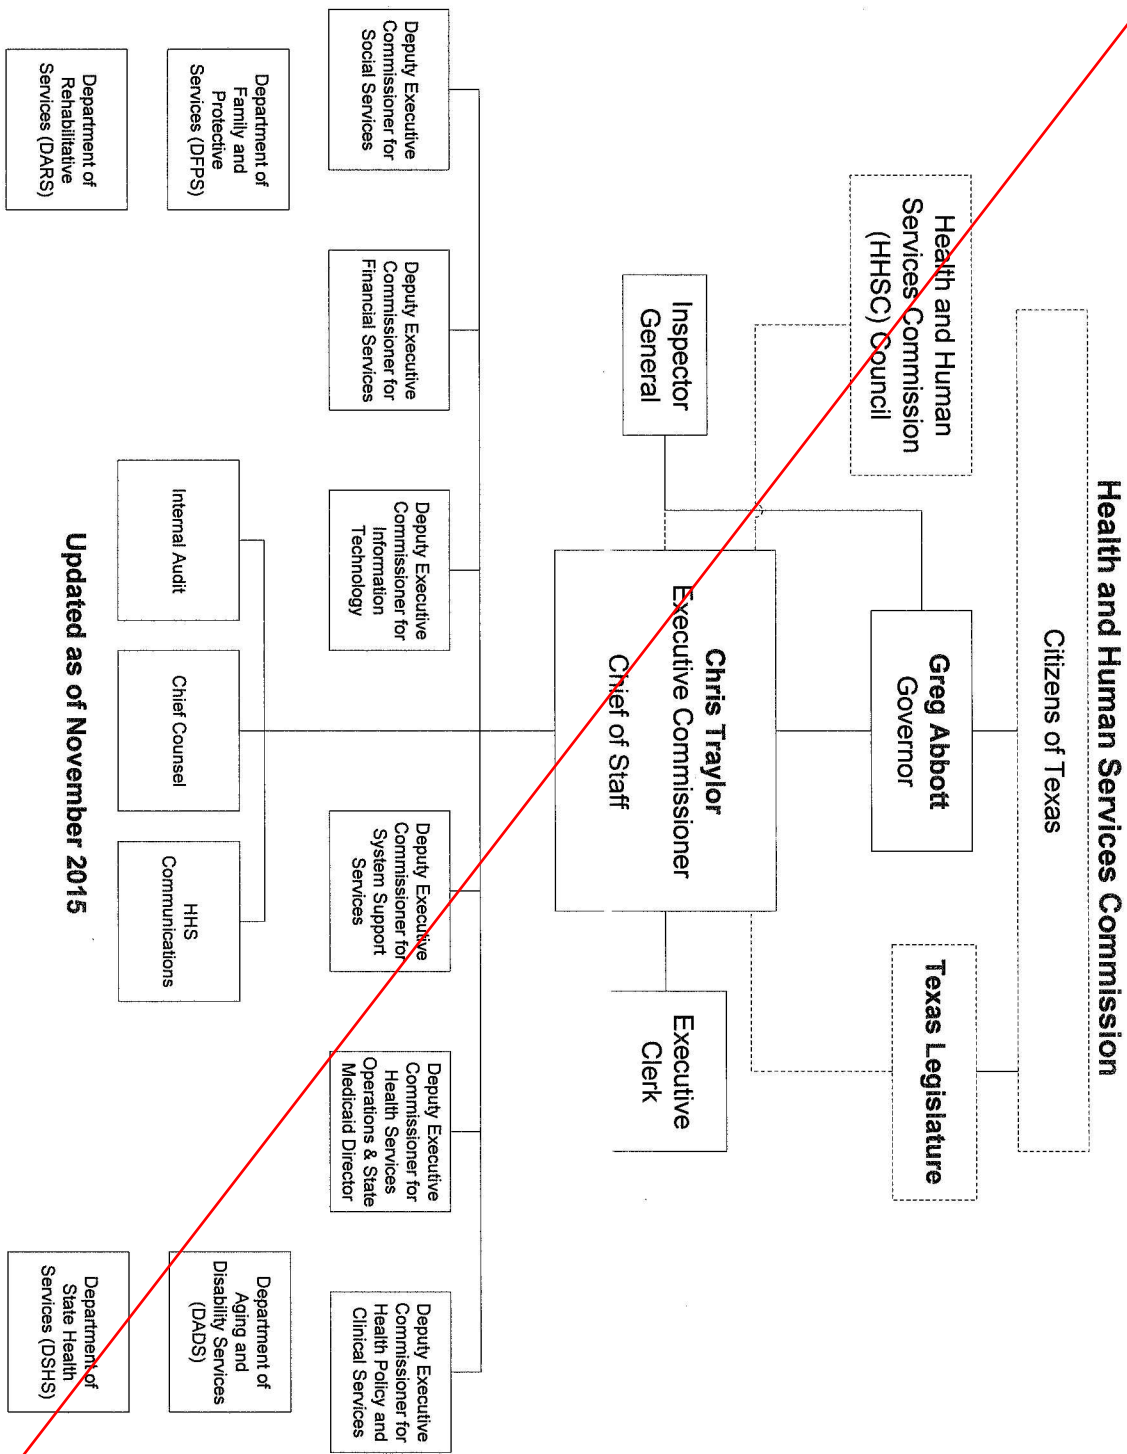 Health and Human Services Commission
Citizens of Texas
Health and Human
Services Commission
(HHSC) Council
Greg Abbott
Governor
Texas Legislature
Inspector
General
Chris Traylor
Executive Commissioner
Chief of Staff
Executive
Clerk
Deputy Executive
Commissioner for
Social Services
Deputy Executive
Commissioner for
Financial Services
Deputy Executive
Commissioner for
Information
Technology
Deputy Executive
Commissioner for
System Support
Services
Deputy Executive
Commissioner for
Health Services
Operations & State
Medicaid Director
Deputy Executive
Commissioner for
Health Policy and
Clinical Services
Department of
Family and
Protective
Services (DFPS)
Department of
Aging and
Disability Services
(DADS)
Internal Audit
Chief Counsel
HHS
Communications
Department of
Rehabilitative
Services (DARS)
Department of
State Health
Services (DSHS)
Updated as of November 2015